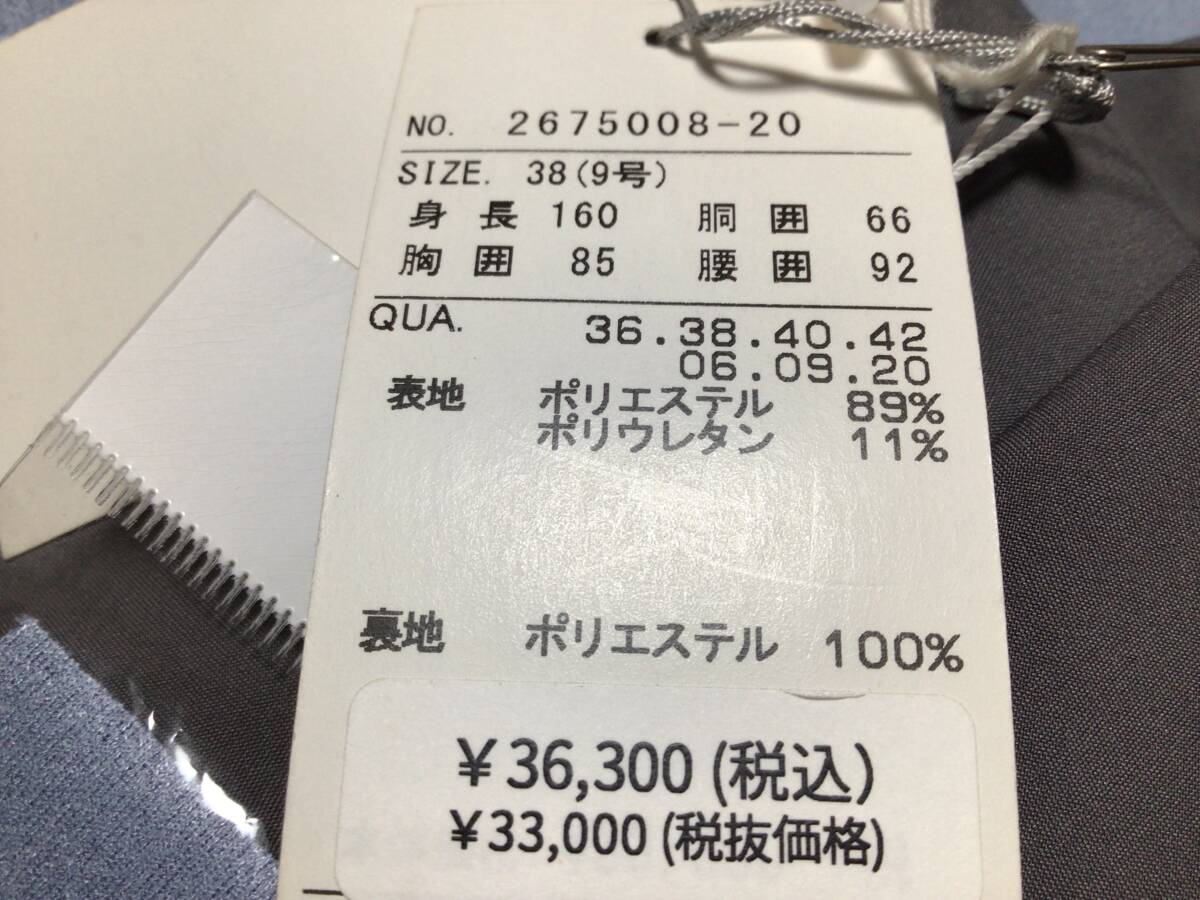 NO. 2675008-20
SIZE. 38(9号)
身長 160 胴囲 66
胸囲 85 腰囲 92
QUA. 36.38.40.42
06.09.20
表地 ポリエステル 89%
ポリウレタン 11%
裏地 ポリエステル 100%
¥36,300(税込)
¥33,000(税抜価格)